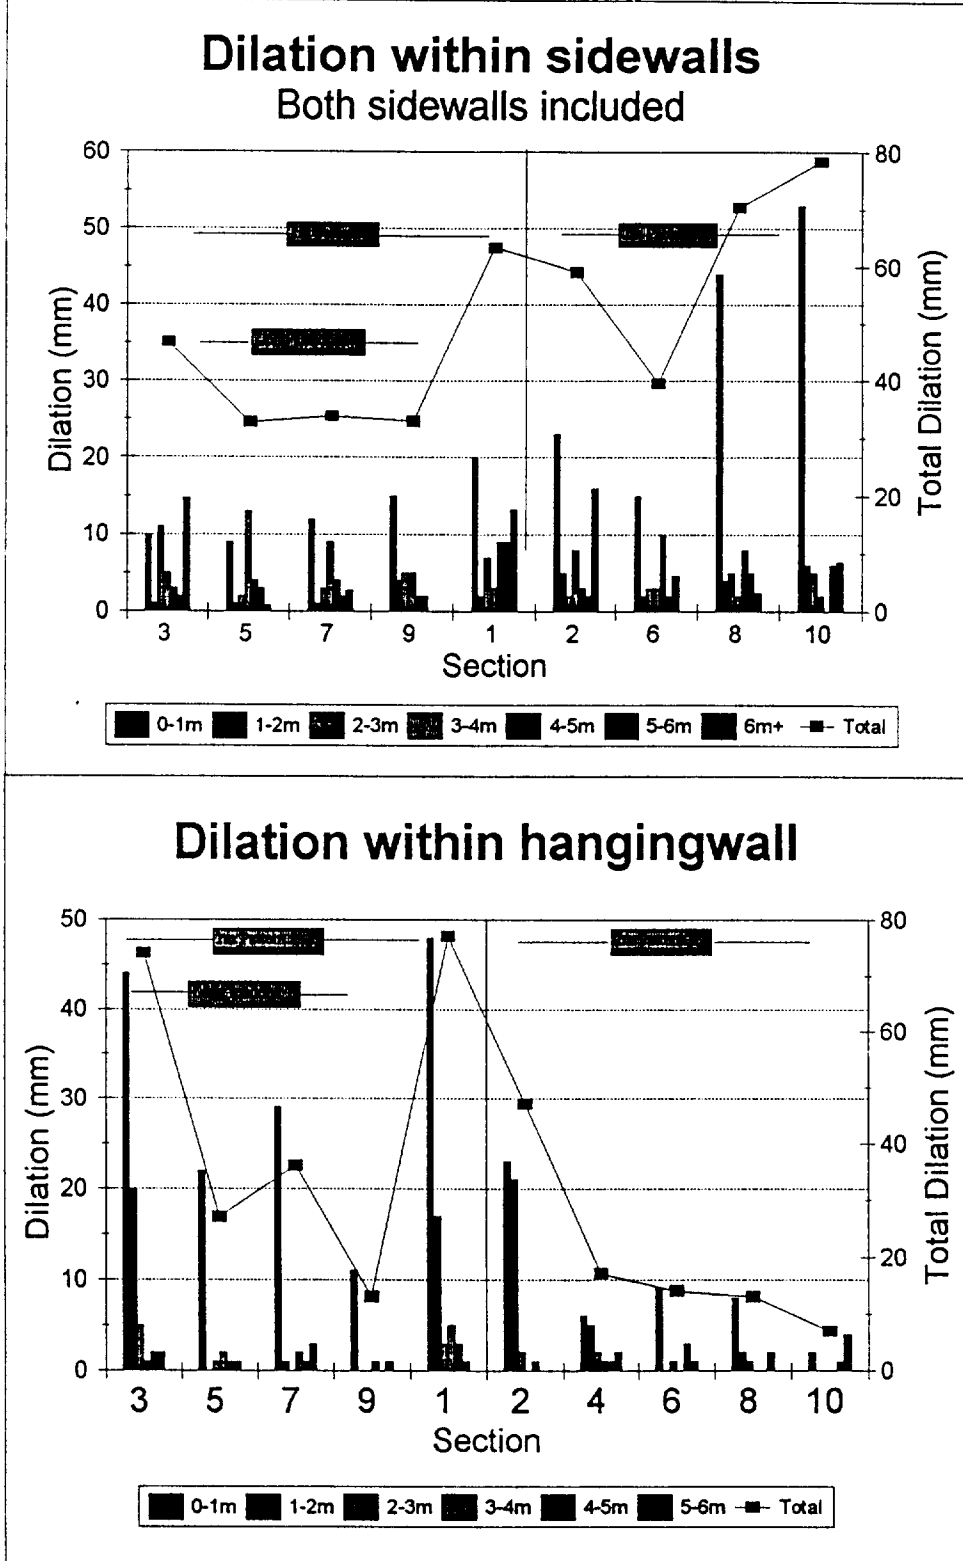 Dilation within sidewalls
Both sidewalls included
60
50
40
30
20
10
0
Dilation (mm)
80
60
40
20
0
Total Dilation (mm)
3 5 7 9 1 2 6 8 10
Section
0-1m 1-2m 2-3m 3-4m 4-5m 5-6m 6m+ Total
Dilation within hangingwall
50
40
30
20
10
0
Dilation (mm)
80
60
40
20
0
Total Dilation (mm)
3 5 7 9 1 2 4 6 8 10
Section
0-1m 1-2m 2-3m 3-4m 4-5m 5-6m Total